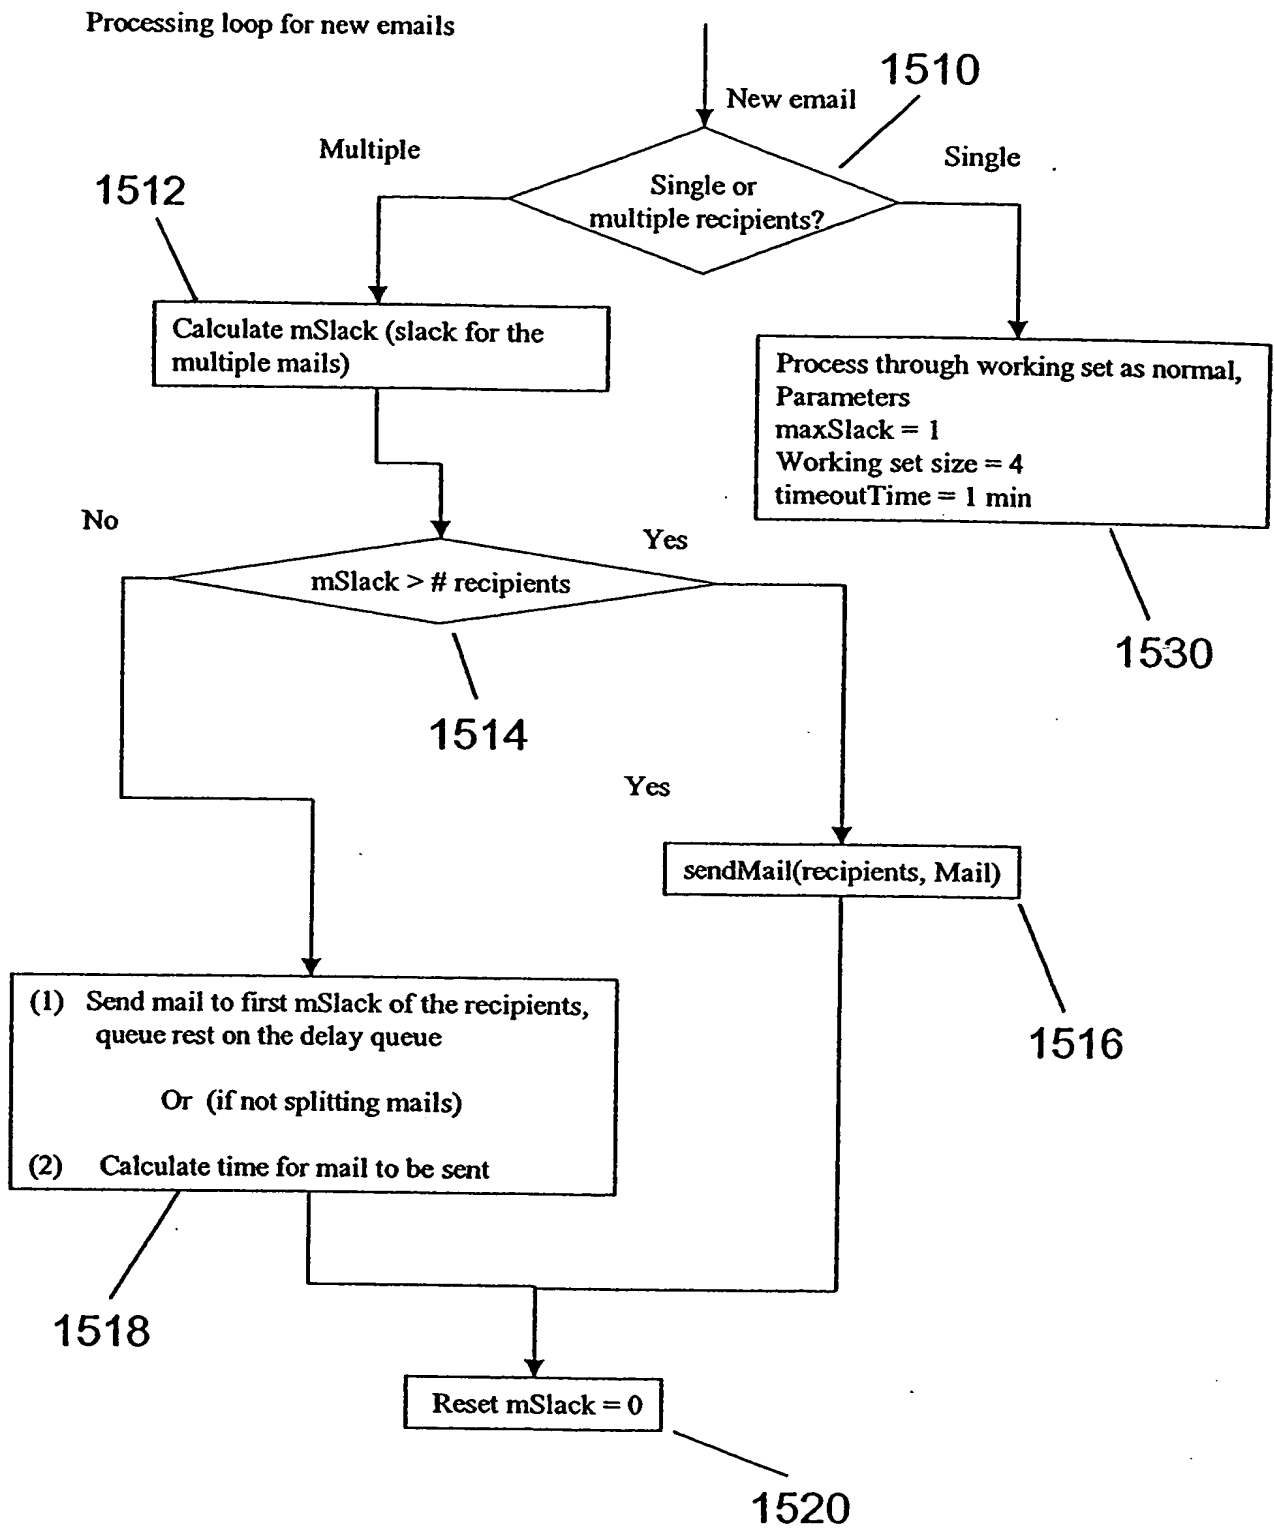 Processing loop for new emails
1510
New email
Multiple
Single
1512
Single or
multiple recipients?
Calculate mSlack (slack for the
multiple mails)
Process through working set as normal,
Parameters
maxSlack = 1
Working set size = 4
timeoutTime = 1 min
No
Yes
mSlack > # recipients
1530
1514
Yes
sendMail(recipients, Mail)
(1) Send mail to first mSlack of the recipients,
queue rest on the delay queue
Or (if not splitting mails)
(2) Calculate time for mail to be sent
1516
1518
Reset mSlack = 0
1520